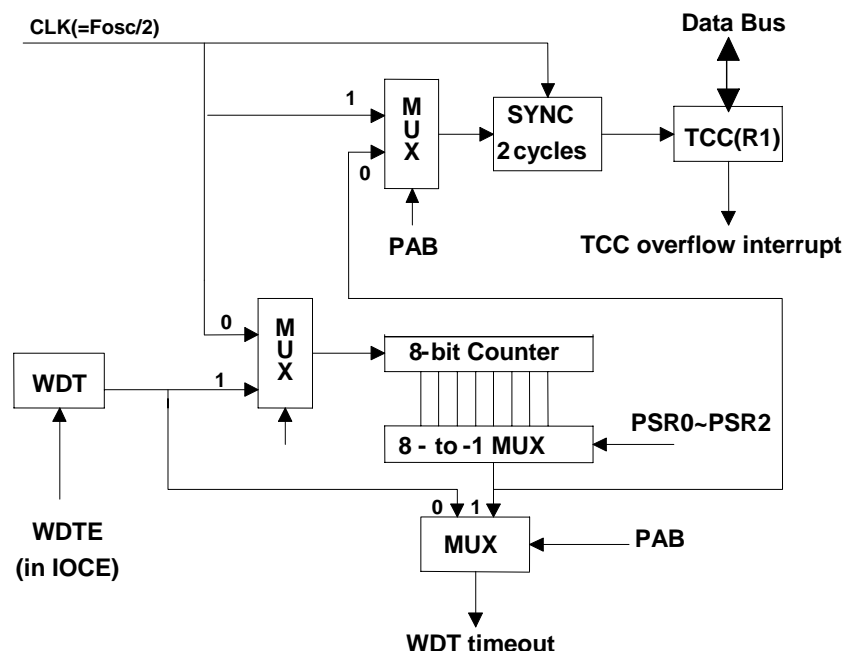 CLK(=Fosc/2)
Data Bus
1
M
U
X
0
SYNC
2 cycles
TCC(R1)
PAB
TCC overflow interrupt
0
M
U
X
1
WDT
8-bit Counter
PSR0~PSR2
8 - to -1 MUX
0 1
WDTE
(in IOCE)
MUX
PAB
WDT timeout